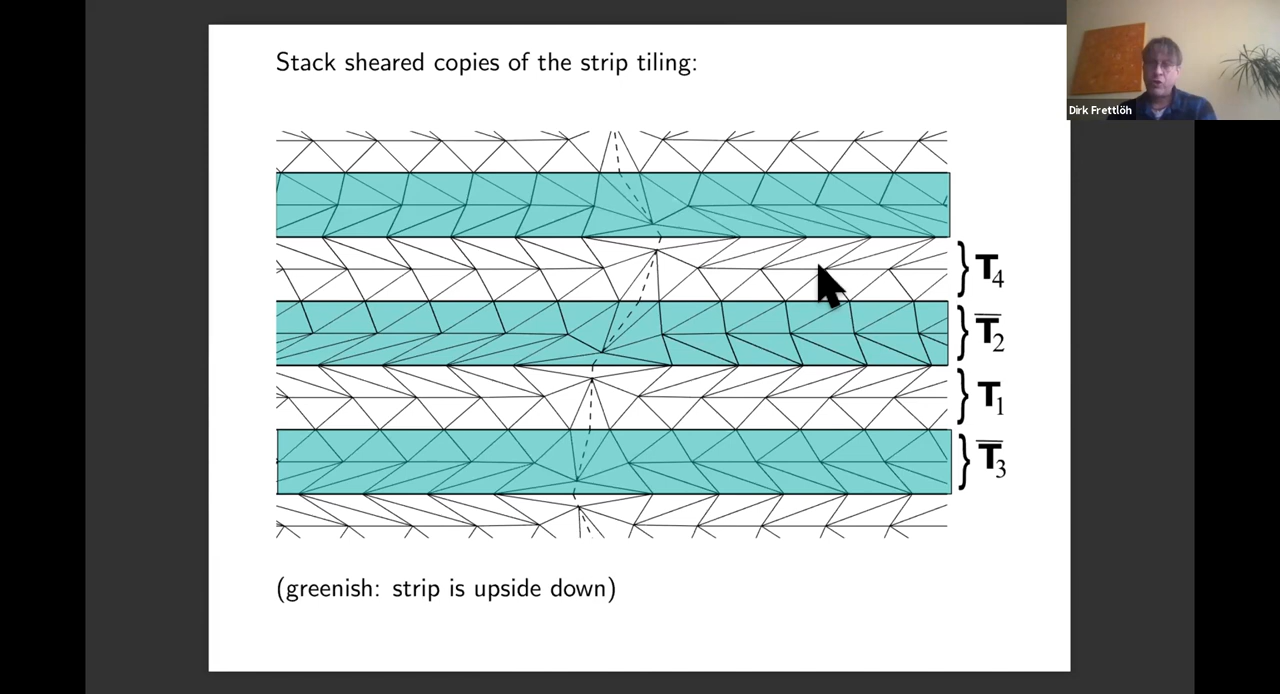 Stack sheared copies of the strip tiling:
Dirk Frettlöh
T₄
T̅₂
T₁
T̅₃
(greenish: strip is upside down)